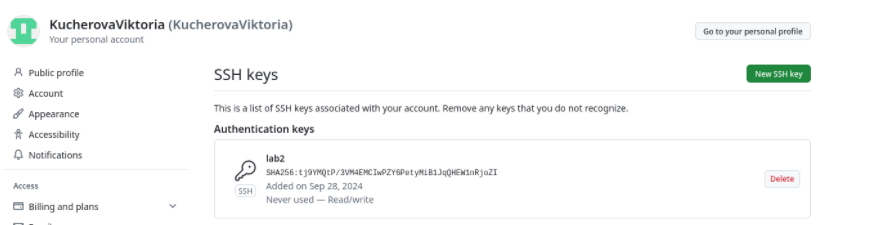 KucherovaViktoria (KucherovaViktoria)
Your personal account
Go to your personal profile
Public profile
Account
Appearance
Accessibility
Notifications
Access
Billing and plans
SSH keys
New SSH key
This is a list of SSH keys associated with your account. Remove any keys that you do not recognize.
Authentication keys
lab2
SHA256:tj9YMQtP/3VM4EMCIwPZY6PetyMiB1JqQHEW1nRjoZI
SSH
Added on Sep 28, 2024
Never used — Read/write
Delete